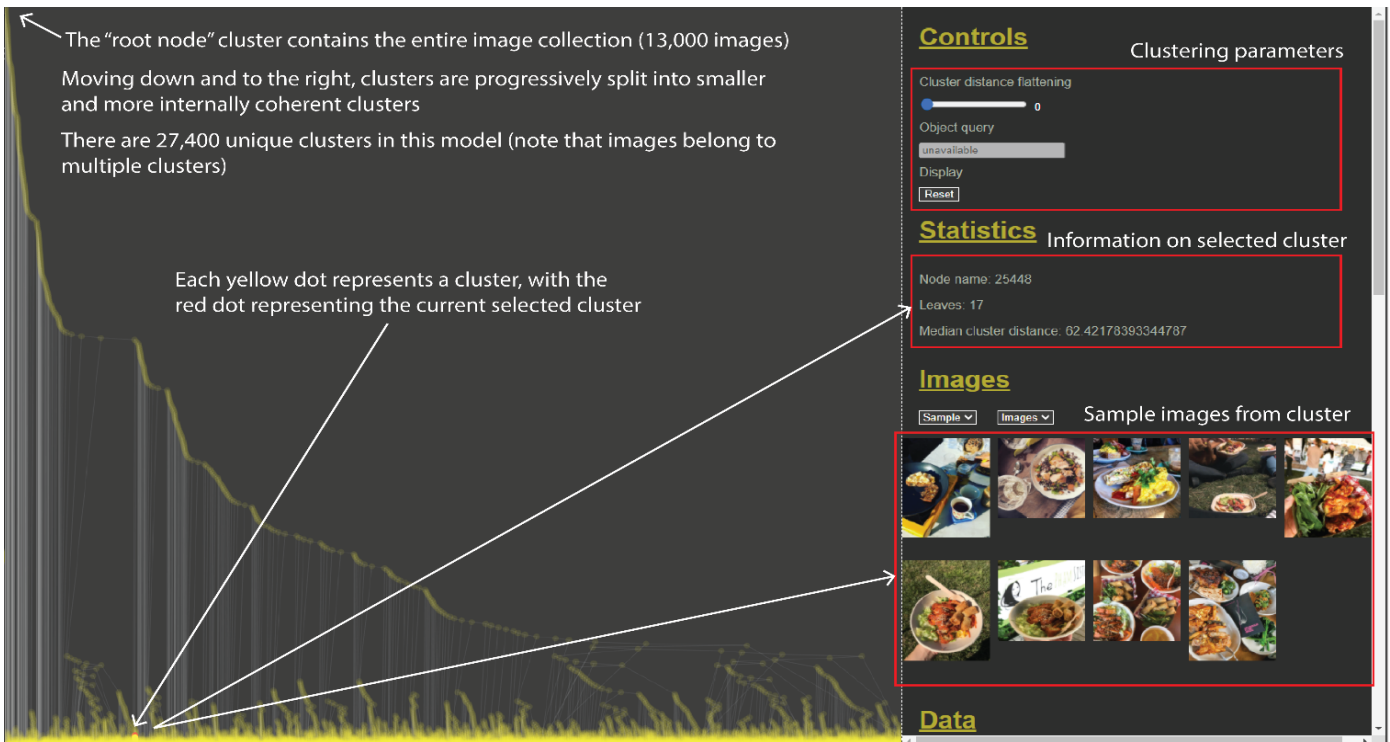 The “root node” cluster contains the entire image collection (13,000 images)
Moving down and to the right, clusters are progressively split into smaller
and more internally coherent clusters
There are 27,400 unique clusters in this model (note that images belong to
multiple clusters)
Each yellow dot represents a cluster, with the
red dot representing the current selected cluster
Controls
Clustering parameters
Cluster distance flattening
0
Object query
unavailable
Display
Reset
Statistics
Information on selected cluster
Node name: 25448
Leaves: 17
Median cluster distance: 62.42178393344787
Images
Sample
Images
Sample images from cluster
The
Data